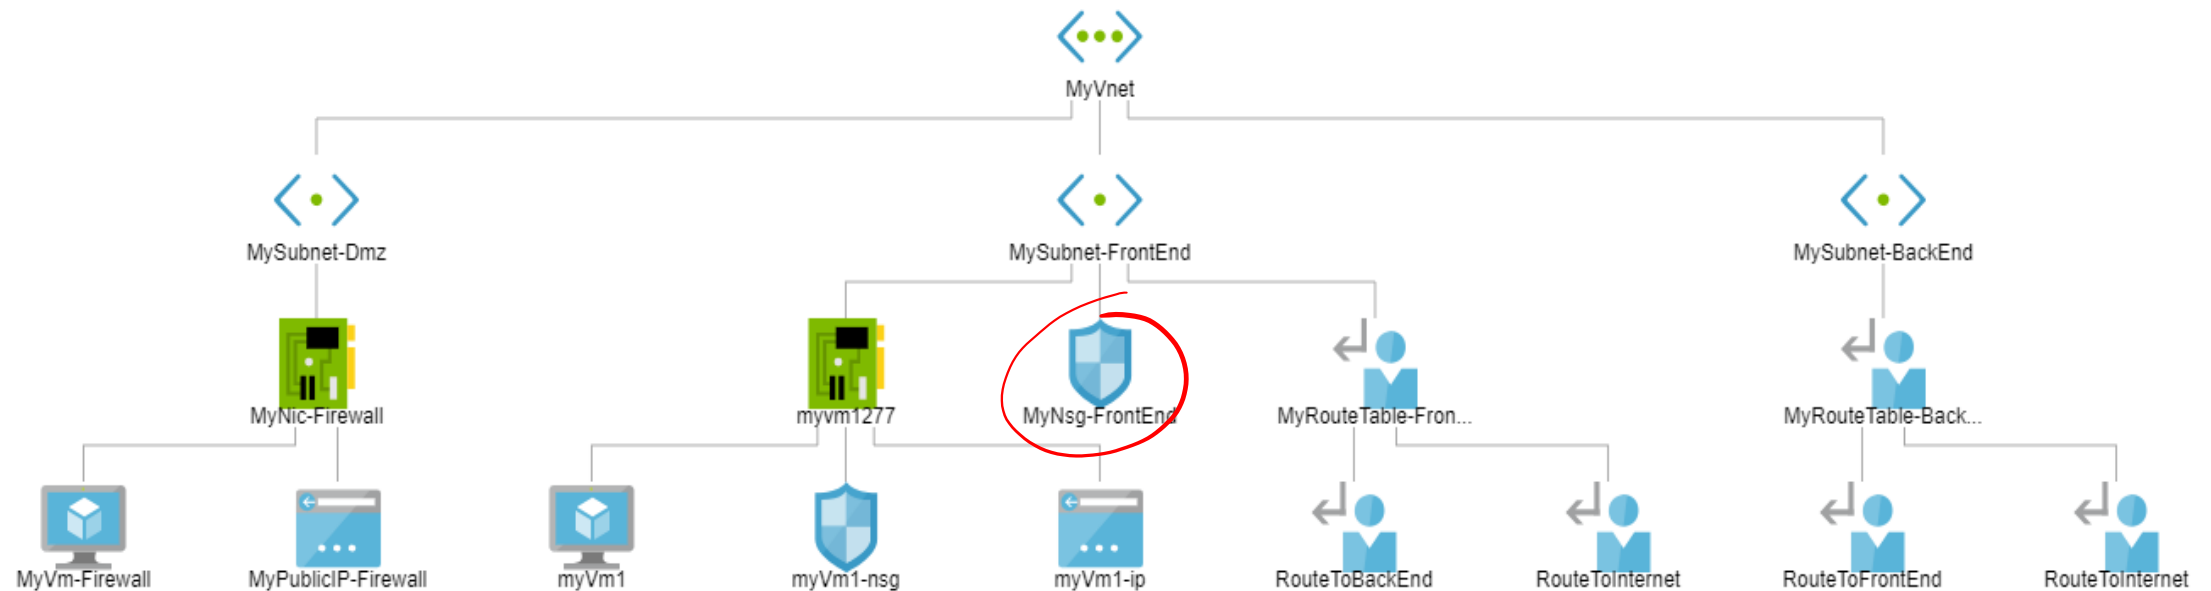 MyVnet
MySubnet-Dmz
MySubnet-FrontEnd
MySubnet-BackEnd
MyNic-Firewall
myvm1277
MyNsg-FrontEnd
MyRouteTable-Fron...
MyRouteTable-Back...
MyVm-Firewall
MyPublicIP-Firewall
myVm1
myVm1-nsg
myVm1-ip
RouteToBackEnd
RouteToInternet
RouteToFrontEnd
RouteToInternet